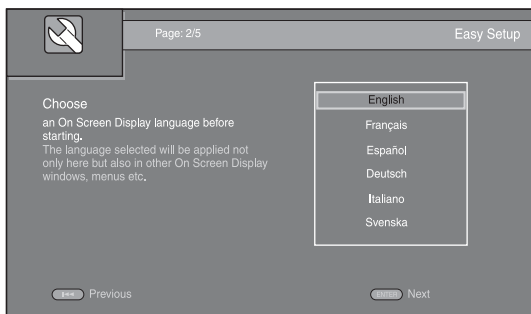 Page: 2/5
Easy Setup
Choose
an On Screen Display language before
starting.
The language selected will be applied not
only here but also in other On Screen Display
windows, menus etc.
English
Français
Español
Deutsch
Italiano
Svenska
Previous
ENTER Next